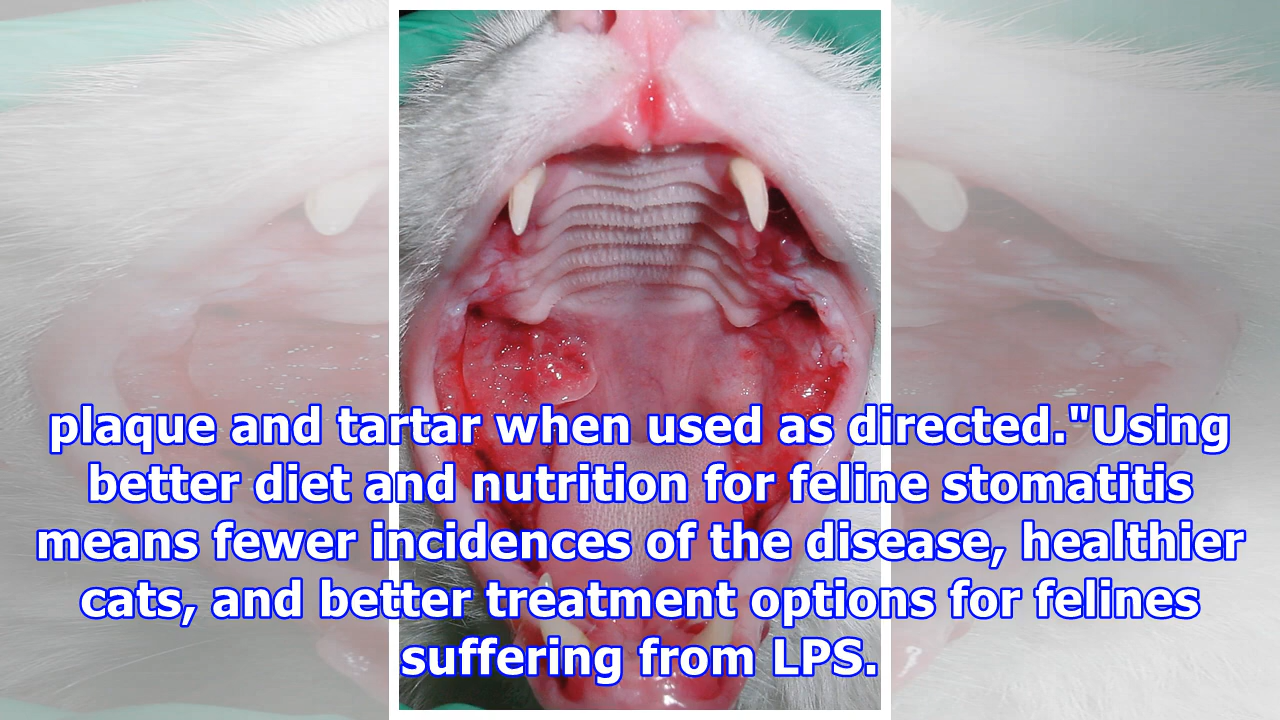 plaque and tartar when used as directed."Using
better diet and nutrition for feline stomatitis
means fewer incidences of the disease, healthier
cats, and better treatment options for felines
suffering from LPS.